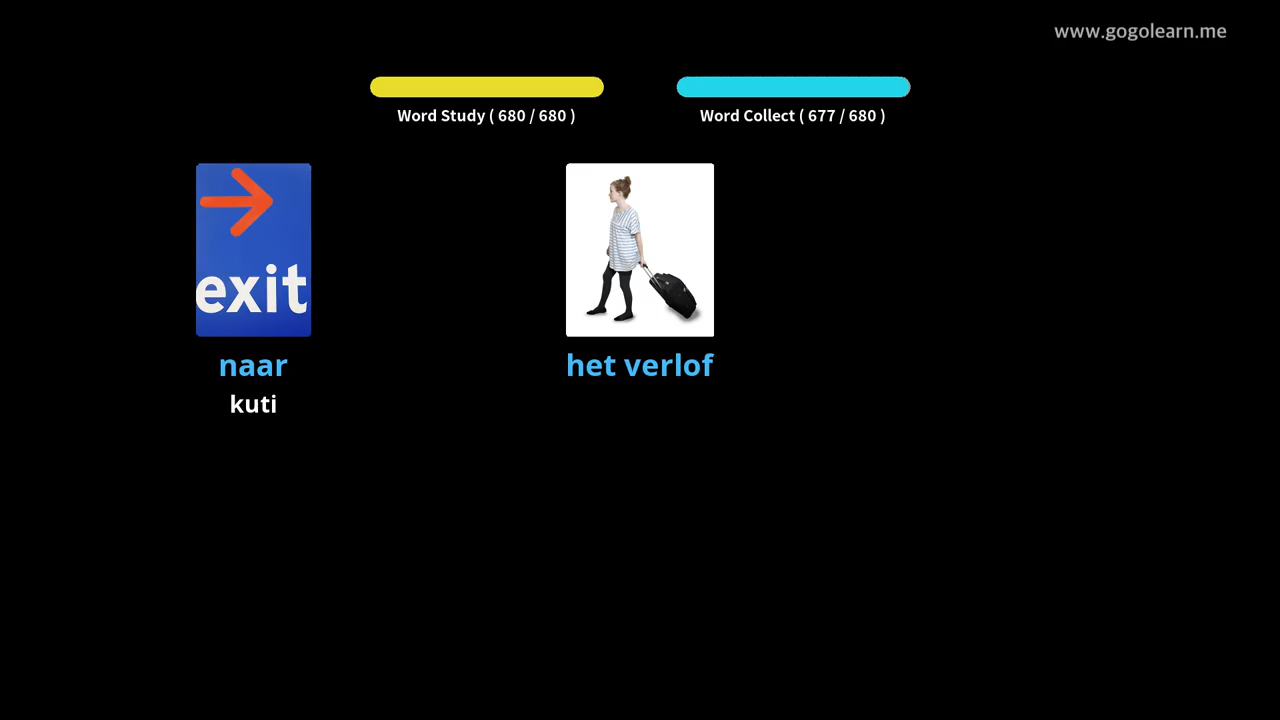 www.gogolearn.me
Word Study ( 680 / 680 )
Word Collect ( 677 / 680 )
exit
naar
kuti
het verlof